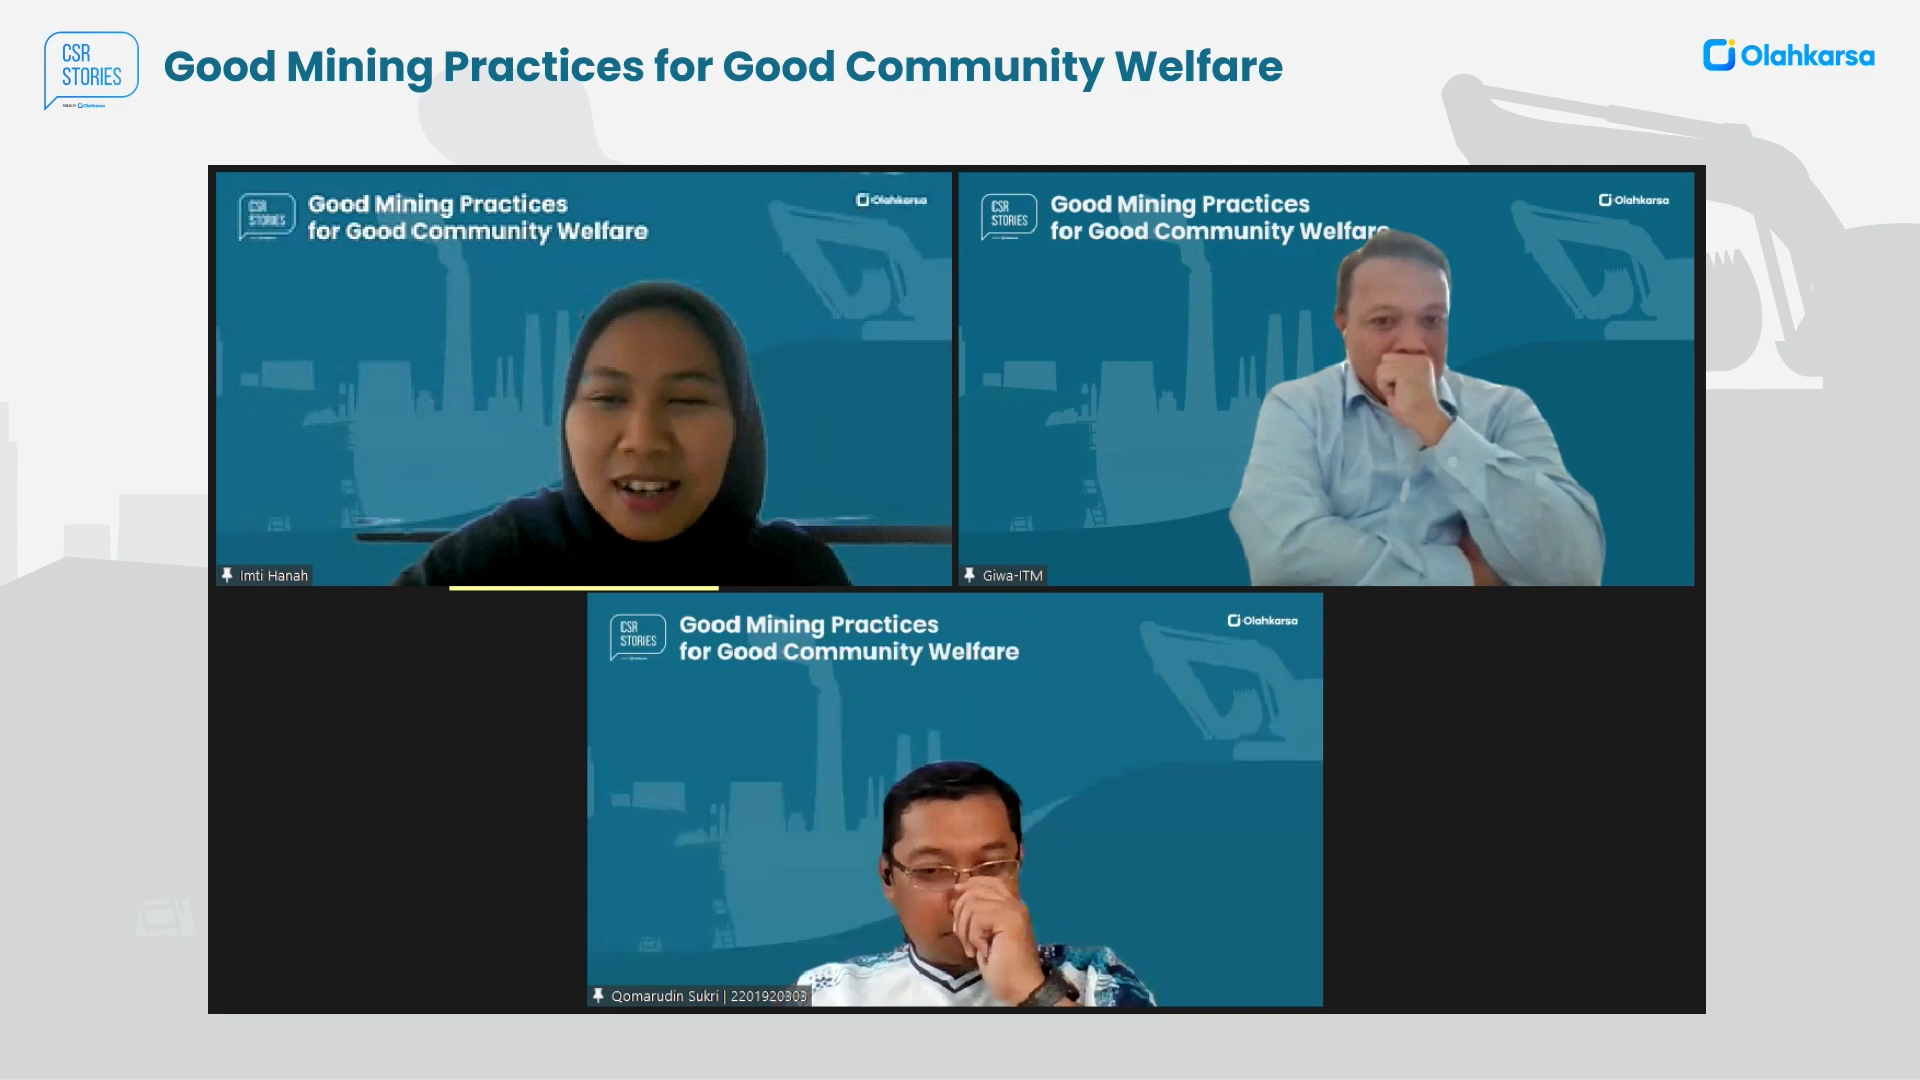 CSR
STORIES
Good Mining Practices for Good Community Welfare
Olahkarsa
Olahkarsa
CSR
STORIES
Good Mining Practices
for Good Community Welfare
Olahkarsa
Imti Hanah
CSR
STORIES
Good Mining Practices
for Good Community Welfare
Olahkarsa
Giwa-ITM
CSR
STORIES
Good Mining Practices
for Good Community Welfare
Olahkarsa
Qomarudin Sukri | 2201920303